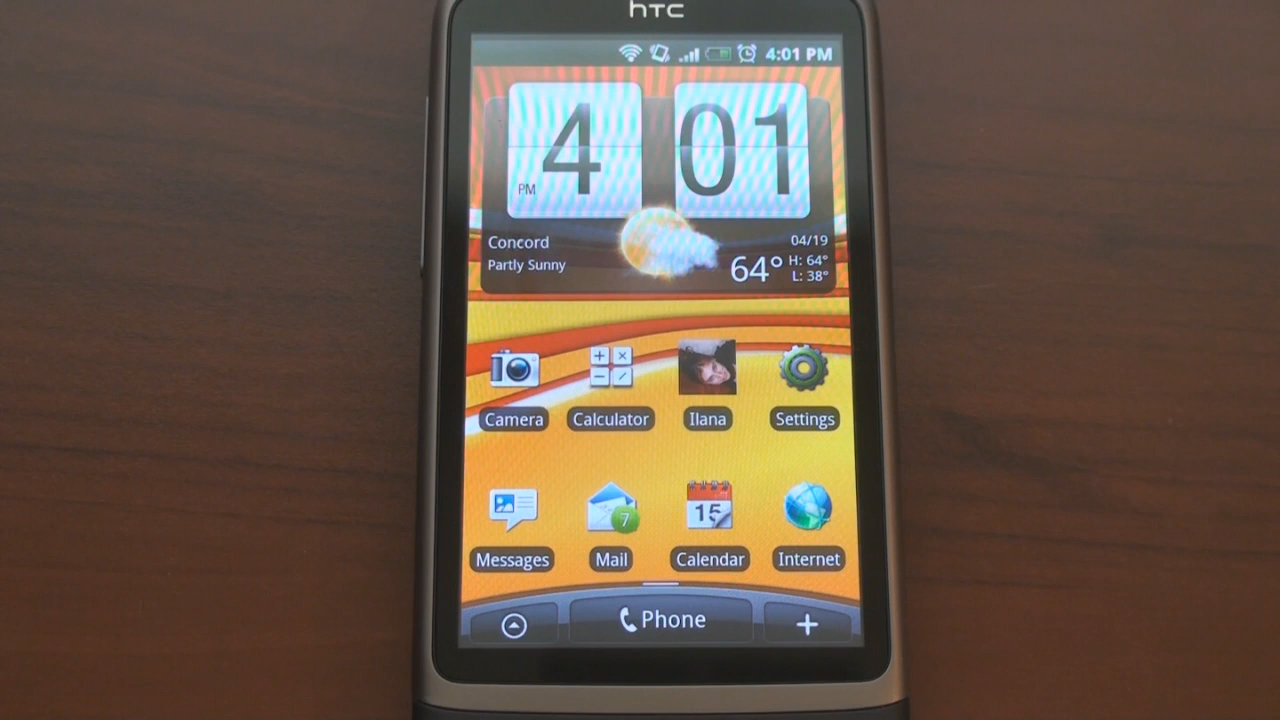 hTC
4:01 PM
4 01
PM
Concord
04/19
Partly Sunny
64°
H: 64°
L: 38°
Camera
Calculator
Ilana
Settings
7
15
Messages
Mail
Calendar
Internet
Phone